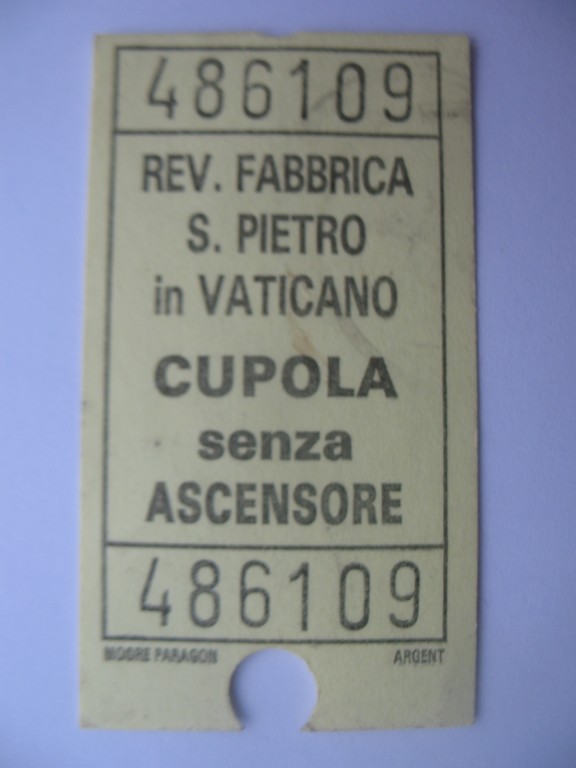 486109
REV. FABBRICA
S. PIETRO
in VATICANO
CUPOLA
senza
ASCENSORE
486109
MOORE PARAGON ARGENT